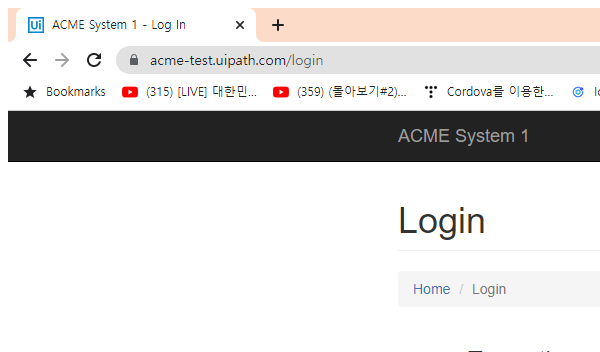 Ui ACME System 1 - Log In
acme-test.uipath.com/login
Bookmarks (315) [LIVE] 대한민... (359) (몰아보기#2)... Cordova를 이용한...
ACME System 1
Login
Home / Login